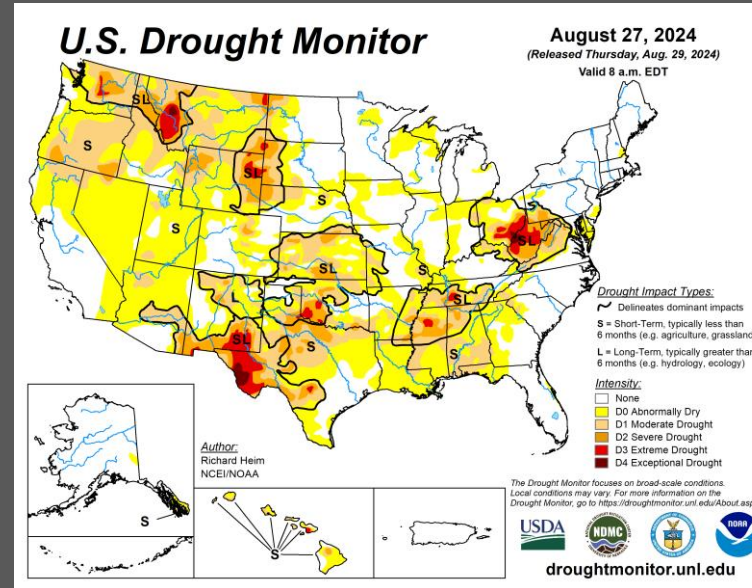 U.S. Drought Monitor
August 27, 2024
(Released Thursday, Aug. 29, 2024)
Valid 8 a.m. EDT
SL
S
SL
S
S
SL
S
SL
L
SL
S
SL
S
SL
S
S
S
Drought Impact Types:
Delineates dominant impacts
S = Short-Term, typically less than
6 months (e.g. agriculture, grassland
L = Long-Term, typically greater than
6 months (e.g. hydrology, ecology)
Intensity:
None
D0 Abnormally Dry
D1 Moderate Drought
D2 Severe Drought
D3 Extreme Drought
D4 Exceptional Drought
Author:
Richard Heim
NCEI/NOAA
The Drought Monitor focuses on broad-scale conditions.
Local conditions may vary. For more information on the
Drought Monitor, go to https://droughtmonitor.unl.edu/About.asp
USDA
NDMC
NOAA
droughtmonitor.unl.edu